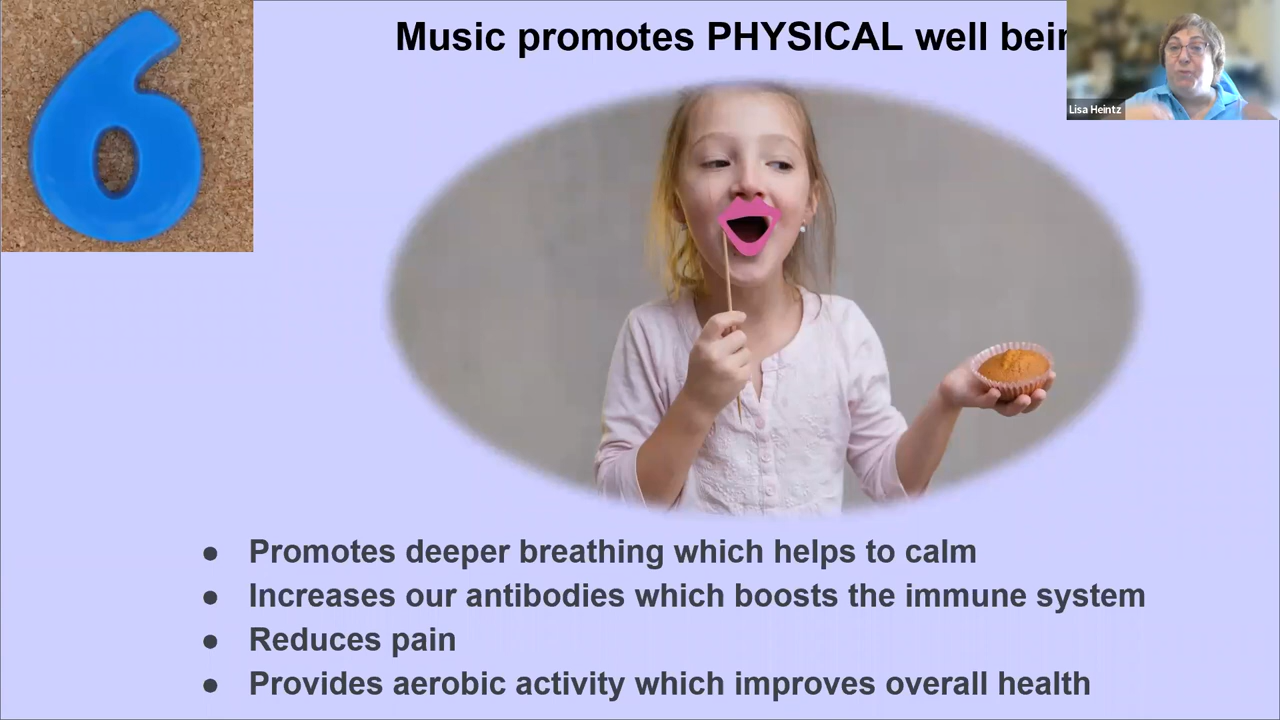 6
Music promotes PHYSICAL well bein
Lisa Heintz
● Promotes deeper breathing which helps to calm
● Increases our antibodies which boosts the immune system
● Reduces pain
● Provides aerobic activity which improves overall health